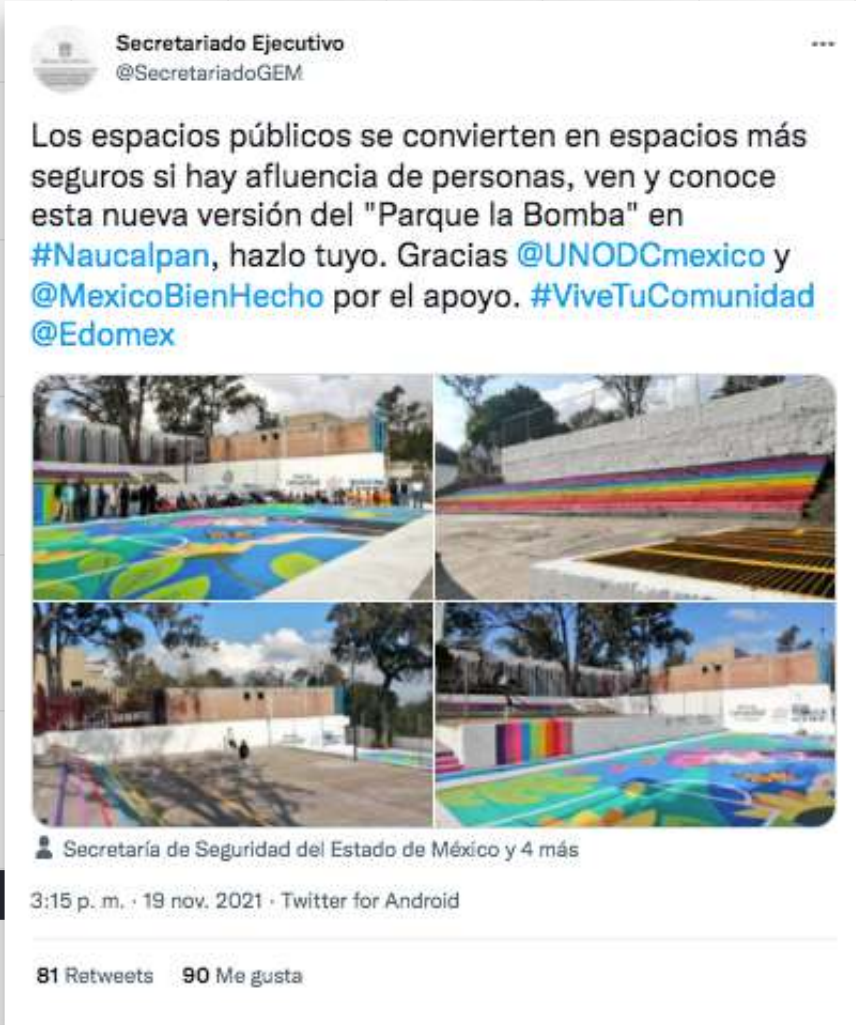 Secretariado Ejecutivo
@SecretariadoGEM
Los espacios públicos se convierten en espacios más
seguros si hay afluencia de personas, ven y conoce
esta nueva versión del "Parque la Bomba" en
#Naucalpan, hazlo tuyo. Gracias @UNODCmexico y
@MexicoBienHecho por el apoyo. #ViveTuComunidad
@Edomex
Secretaría de Seguridad del Estado de México y 4 más
3:15 p. m. · 19 nov. 2021 · Twitter for Android
81 Retweets 90 Me gusta